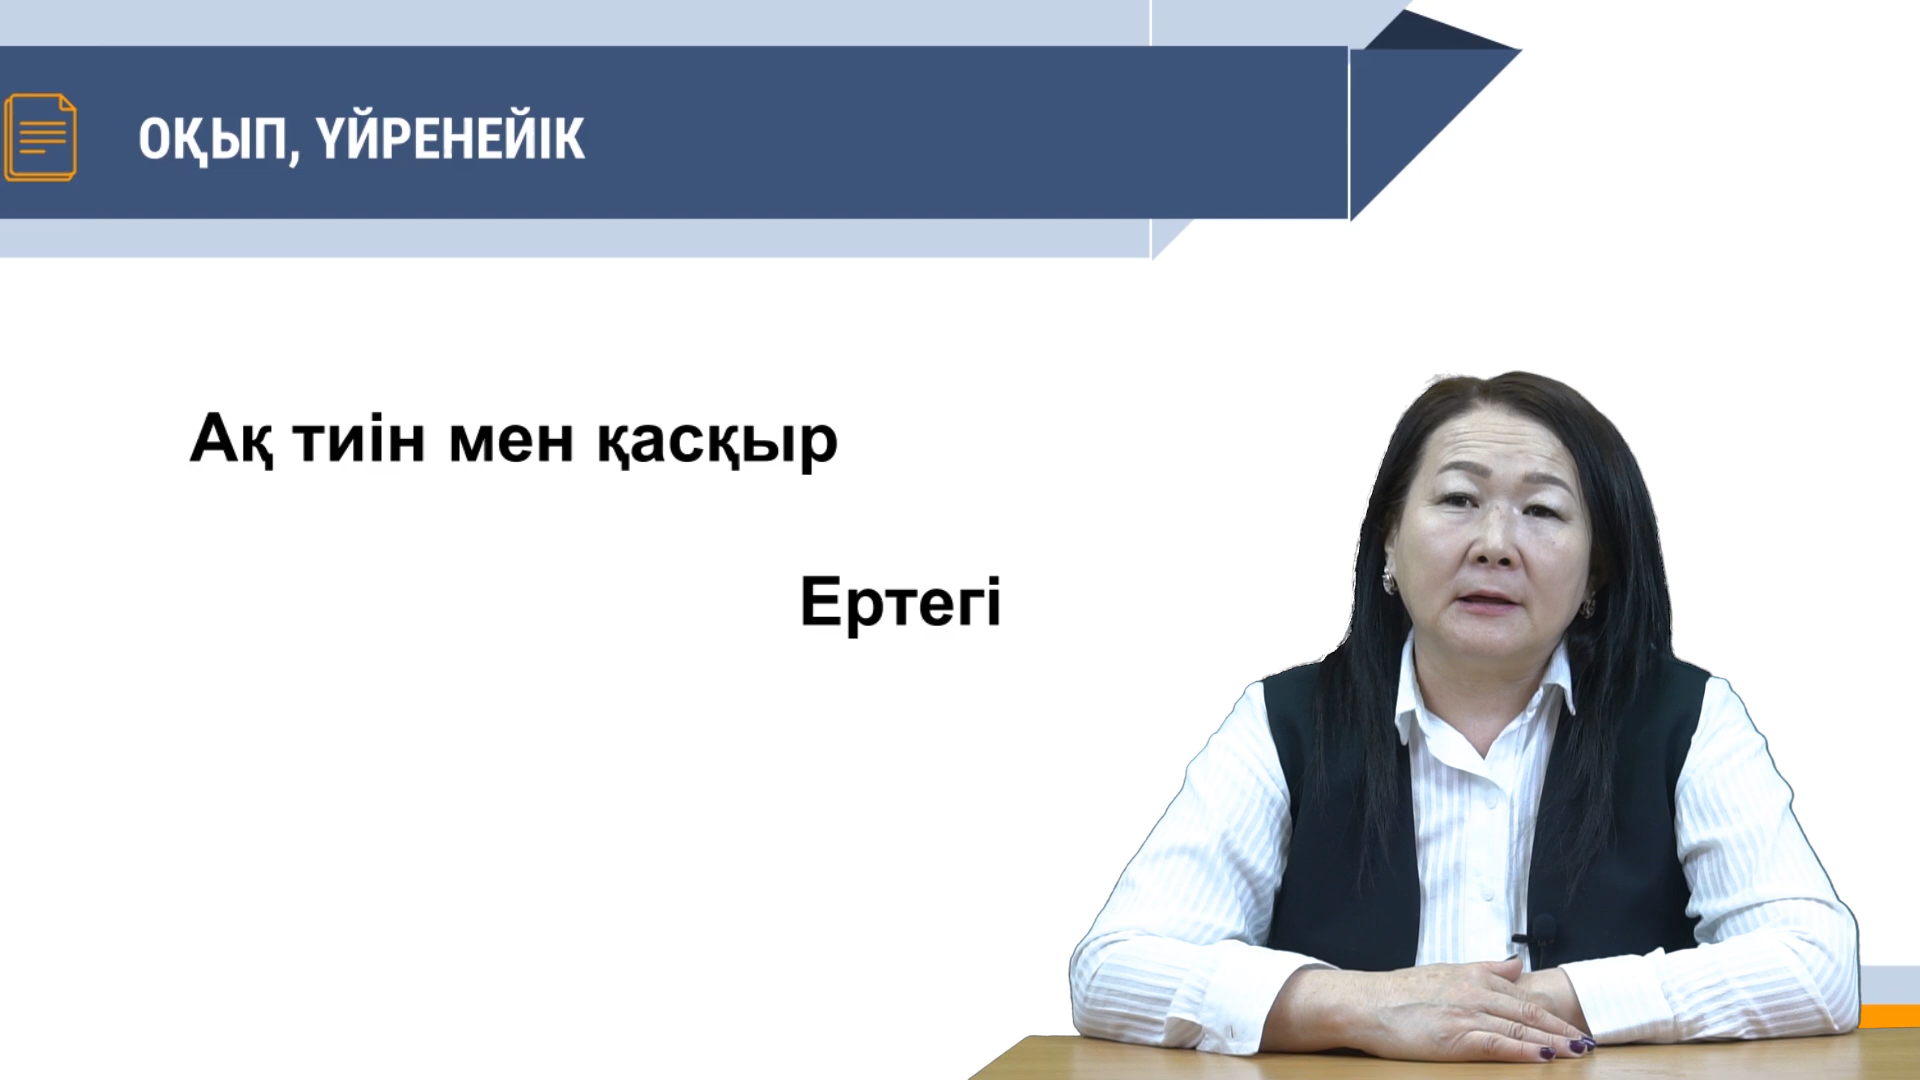 ОҚЫП, ҮЙРЕНЕЙІК
Ақ тиін мен қасқыр
Ертегі